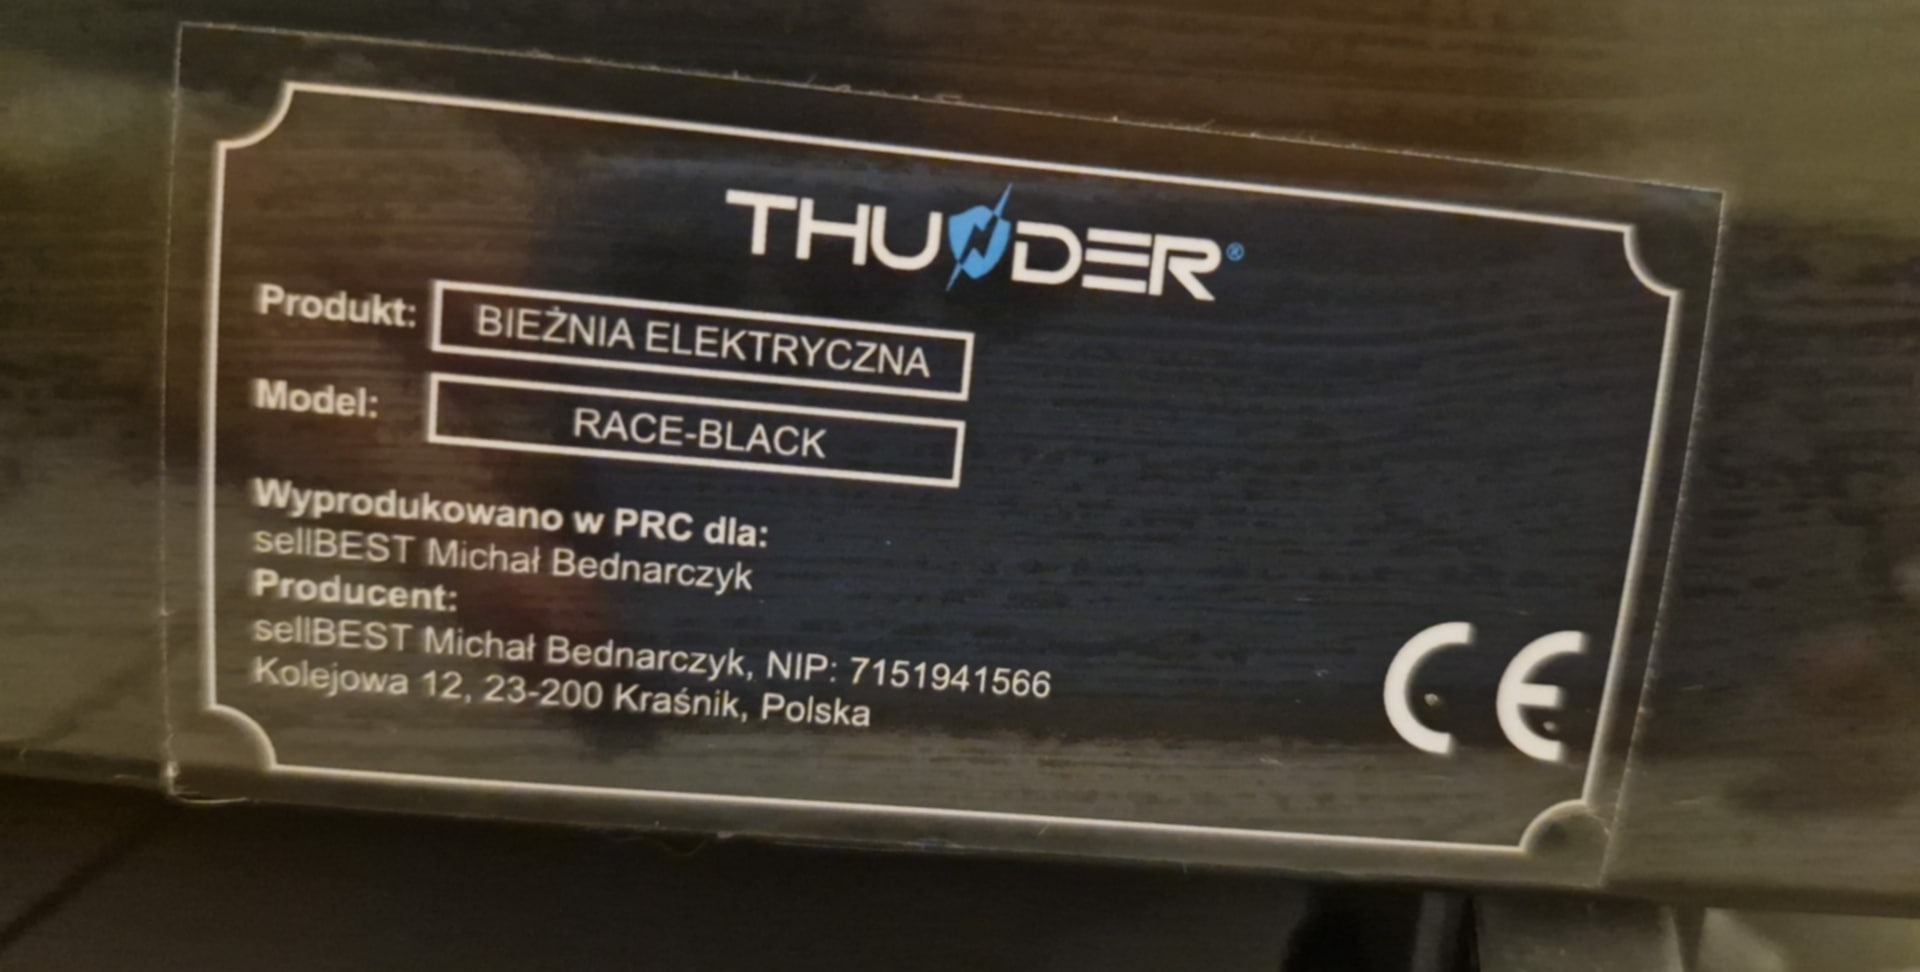 THUNDER®
Produkt: BIEŻNIA ELEKTRYCZNA
Model: RACE-BLACK
Wyprodukowano w PRC dla:
sellBEST Michał Bednarczyk
Producent:
sellBEST Michał Bednarczyk, NIP: 7151941566
Kolejowa 12, 23-200 Kraśnik, Polska
CE